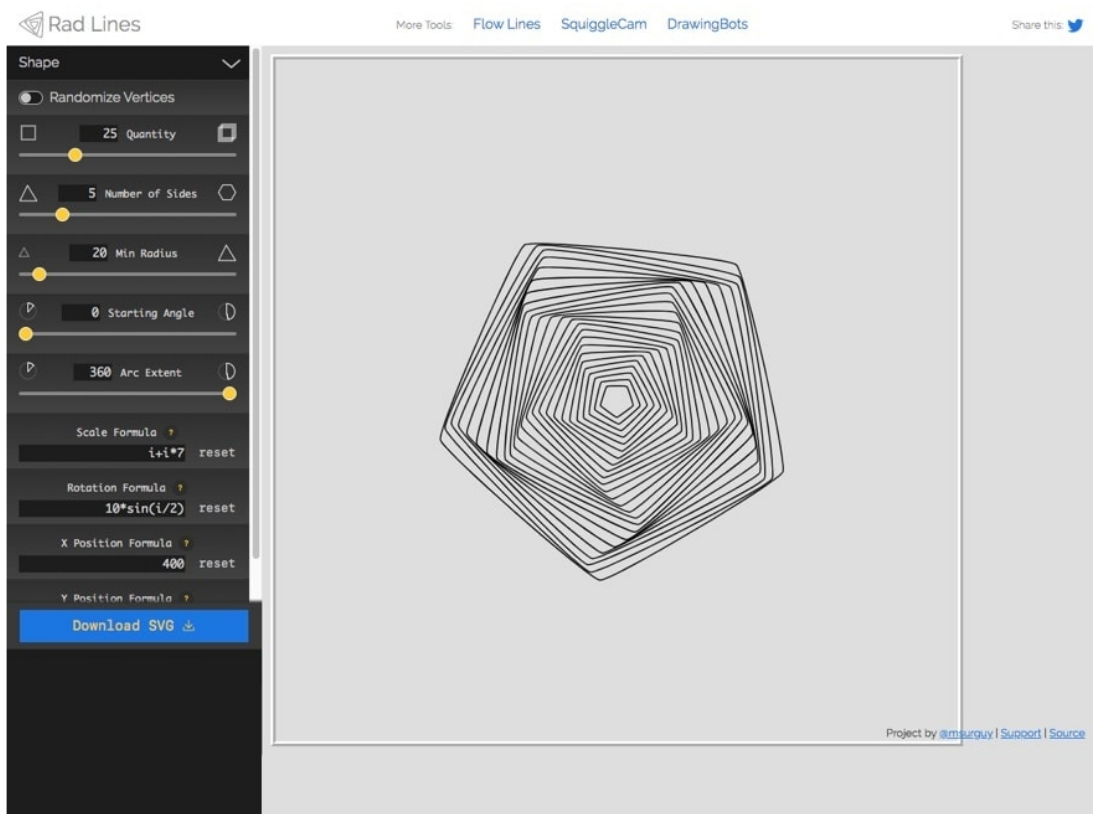 Rad Lines
More Tools: Flow Lines SquiggleCam DrawingBots
Share this:
Shape
Randomize Vertices
25 Quantity
5 Number of Sides
20 Min Radius
0 Starting Angle
360 Arc Extent
Scale Formula ?
i+i*7 reset
Rotation Formula ?
10*sin(i/2) reset
X Position Formula ?
400 reset
Y Position Formula ?
Download SVG
Project by @msurguy | Support | Source